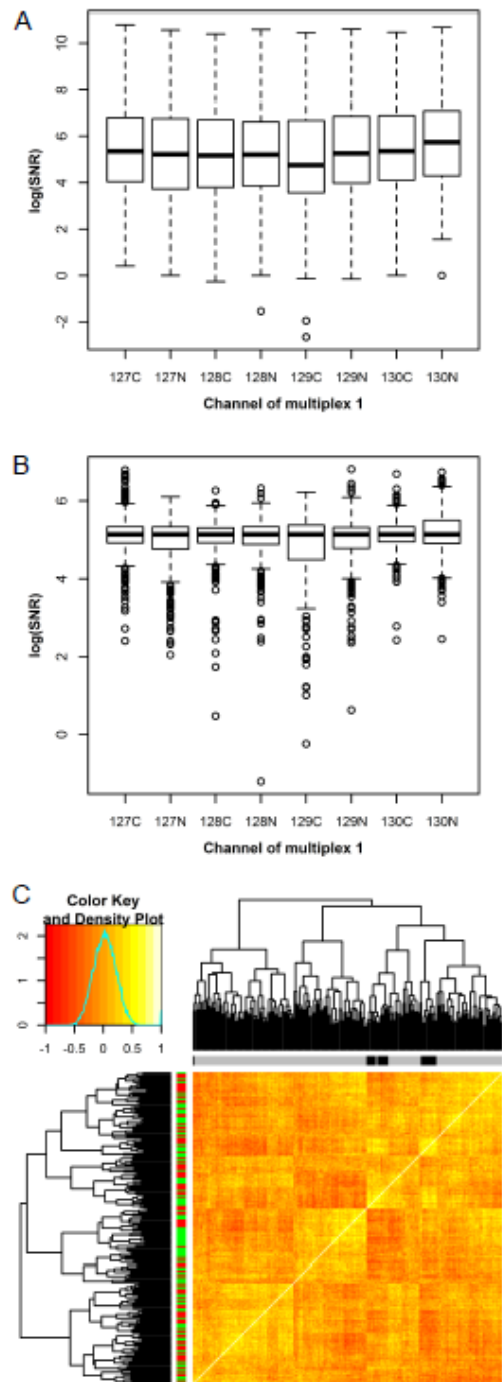 A
log(SNR)
10
8
6
4
2
0
-2
127C 127N 128C 128N 129C 129N 130C 130N
Channel of multiplex 1
B
log(SNR)
6
4
2
0
127C 127N 128C 128N 129C 129N 130C 130N
Channel of multiplex 1
C
Color Key
and Density Plot
2
1
0
-1 -0.5 0 0.5 1